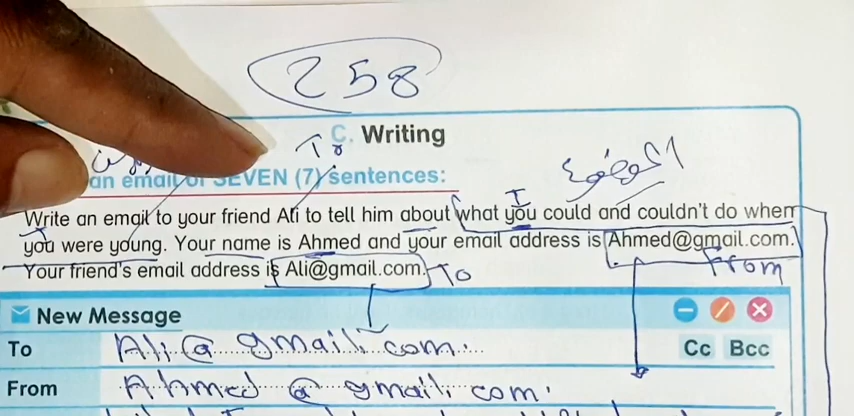 258
C. Writing
To
an email of SEVEN (7) sentences:
الموضوع
I
Write an email to your friend Ali to tell him about what you could and couldn't do when
you were young. Your name is Ahmed and your email address is Ahmed@gmail.com.
Your friend's email address is Ali@gmail.com. To From
New Message
To Ali@gmail.com. Cc Bcc
From Ahmed@gmail.com.